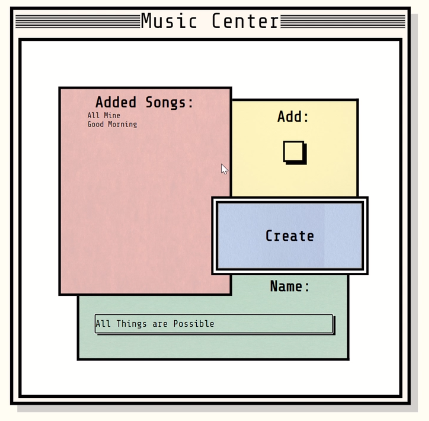 Music Center
Added Songs:
All Mine
Good Morning
Add:
Create
Name:
All Things are Possible